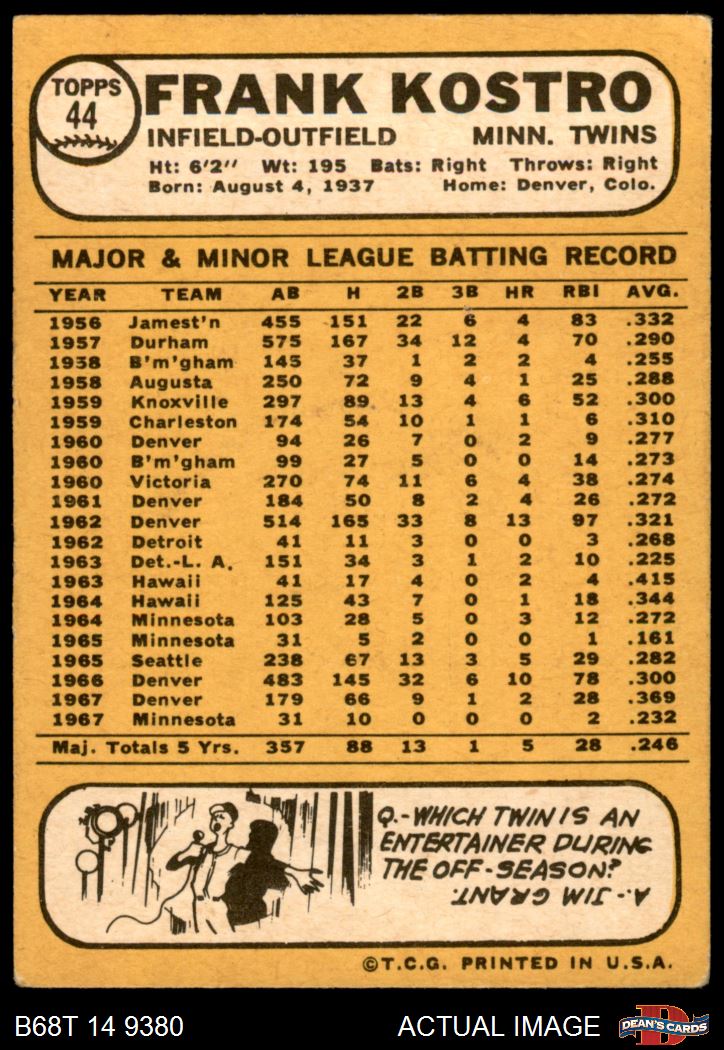 TOPPS
44
FRANK KOSTRO
INFIELD-OUTFIELD MINN. TWINS
Ht: 6'2'' Wt: 195 Bats: Right Throws: Right
Born: August 4, 1937 Home: Denver, Colo.
MAJOR & MINOR LEAGUE BATTING RECORD
YEAR TEAM AB H 2B 3B HR RBI AVG.
1956 Jamest'n 455 151 22 6 4 83 .332
1957 Durham 575 167 34 12 4 70 .290
1958 B'm'gham 145 37 1 2 2 4 .255
1958 Augusta 250 72 9 4 1 25 .288
1959 Knoxville 297 89 13 4 6 52 .300
1959 Charleston 174 54 10 1 1 6 .310
1960 Denver 94 26 7 0 2 9 .277
1960 B'm'gham 99 27 5 0 0 14 .273
1960 Victoria 270 74 11 6 4 38 .274
1961 Denver 184 50 8 2 4 26 .272
1962 Denver 514 165 33 8 13 97 .321
1962 Detroit 41 11 3 0 0 3 .268
1963 Det.-L. A. 151 34 3 1 2 10 .225
1963 Hawaii 41 17 4 0 2 4 .415
1964 Hawaii 125 43 7 0 1 18 .344
1964 Minnesota 103 28 5 0 3 12 .272
1965 Minnesota 31 5 2 0 0 1 .161
1965 Seattle 238 67 13 3 5 29 .282
1966 Denver 483 145 32 6 10 78 .300
1967 Denver 179 66 9 1 2 28 .369
1967 Minnesota 31 10 0 0 0 2 .232
Maj. Totals 5 Yrs. 357 88 13 1 5 28 .246
Q.-WHICH TWIN IS AN
ENTERTAINER DURING
THE OFF-SEASON?
A.. JIM GRANT.
©T.C.G. PRINTED IN U.S.A.
B68T 14 9380 ACTUAL IMAGE
D
DEAN'S CARDS